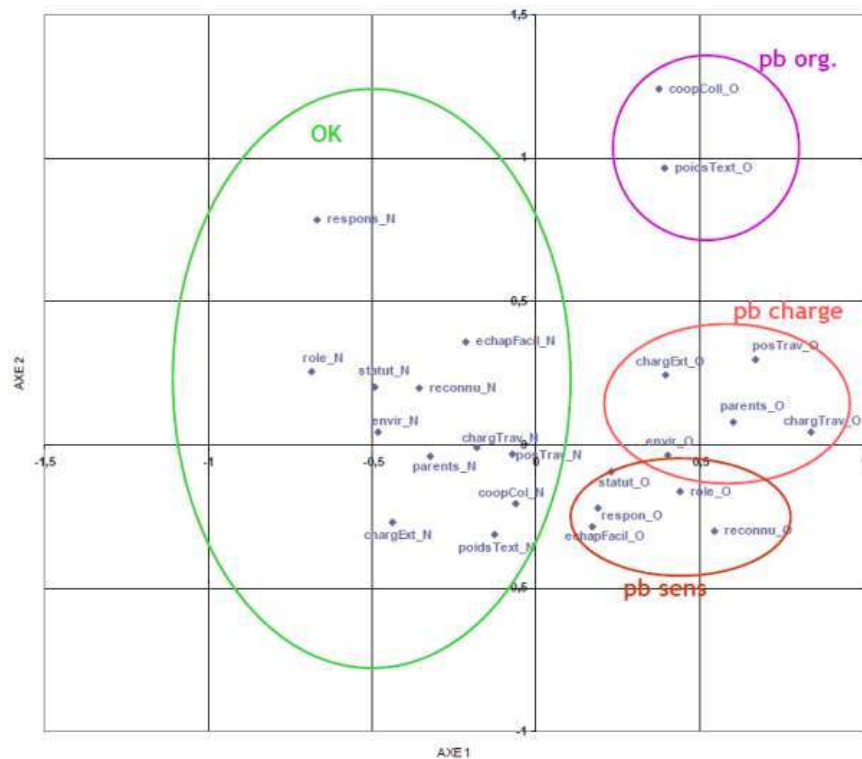 1,5
pb org.
coopColl_O
OK
1
poidsText_O
respons_N
0,5
pb charge
echapFacil_N
posTrav_O
role_N
statut_N
chargExt_O
reconnu_N
AXE 2
parents_O
envir_N
chargTrav_O
chargTrav_N
envir_O
-1,5
-1
-0,5
parents_N
posTrav_N
0
0,5
statut_O
role_O
coopCol_N
respon_O
chargExt_N
echapFacil_O
reconnu_O
poidsText_N
0,5
pb sens
-1
AXE 1